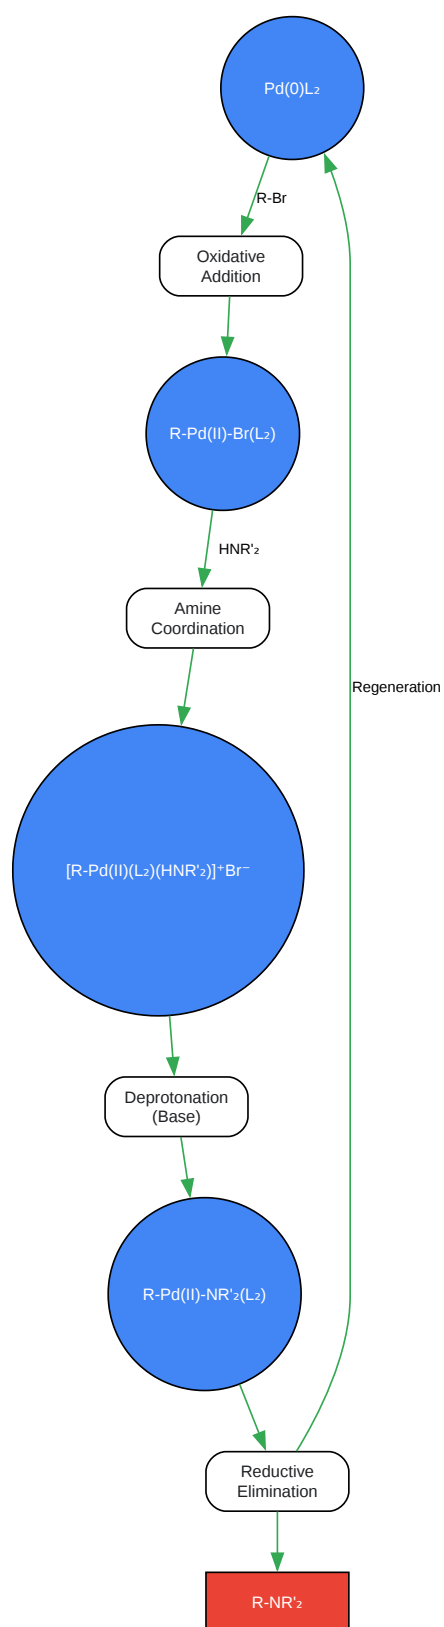 Pd(0)L₂
R-Br
Oxidative
Addition
R-Pd(II)-Br(L₂)
HNR'₂
Amine
Coordination
Regeneration
[R-Pd(II)(L₂)(HNR'₂)]⁺Br⁻
Deprotonation
(Base)
R-Pd(II)-NR'₂(L₂)
Reductive
Elimination
R-NR'₂